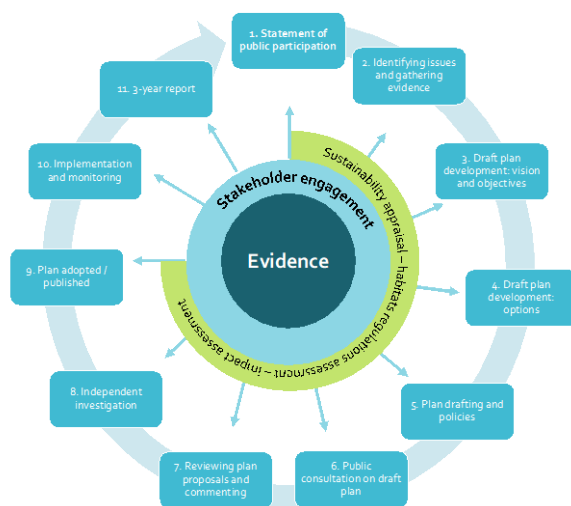 1. Statement of
public participation
2. Identifying issues
and gathering
evidence
3. Draft plan
development: vision
and objectives
4. Draft plan
development:
options
5. Plan drafting and
policies
6. Public
consultation on draft
plan
7. Reviewing plan
proposals and
commenting
8. Independent
investigation
9. Plan adopted /
published
10. Implementation
and monitoring
11. 3-year report
Sustainability appraisal – habitats regulations assessment – impact assessment
Stakeholder engagement
Evidence